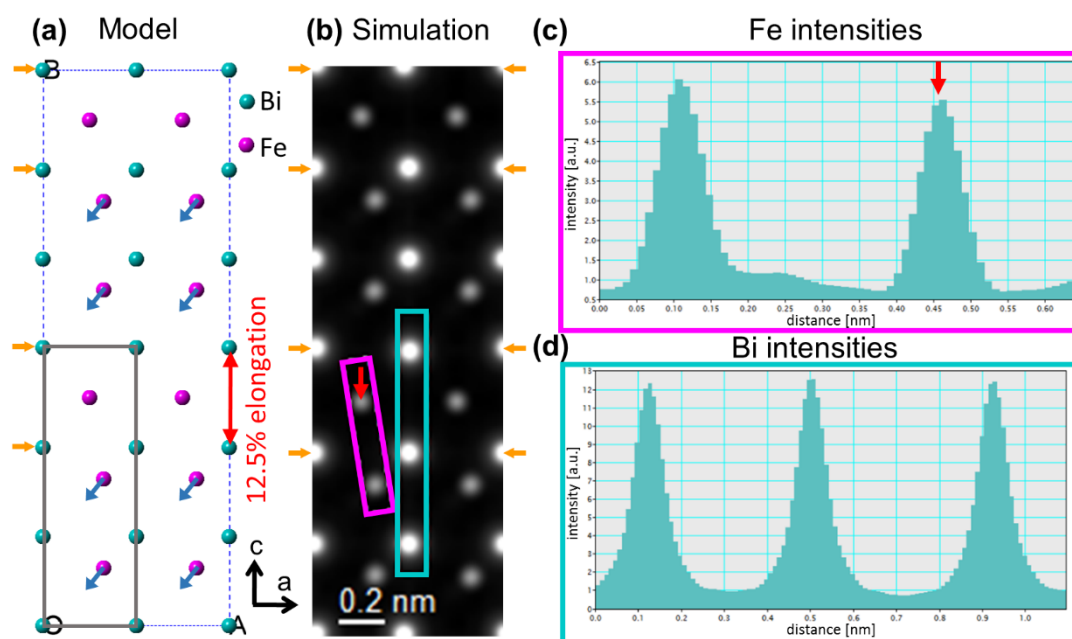 (a) Model
B
Bi
Fe
12.5% elongation
O
A
c
a
(b) Simulation
0.2 nm
(c) Fe intensities
6.5
6.0
5.5
5.0
4.5
4.0
3.5
3.0
2.5
2.0
1.5
1.0
0.5
intensity [a.u.]
0.00 0.05 0.10 0.15 0.20 0.25 0.30 0.35 0.40 0.45 0.50 0.55 0.60
distance [nm]
(d) Bi intensities
13
12
11
10
9
8
7
6
5
4
3
2
1
0
intensity [a.u.]
0.0 0.1 0.2 0.3 0.4 0.5 0.6 0.7 0.8 0.9 1.0
distance [nm]